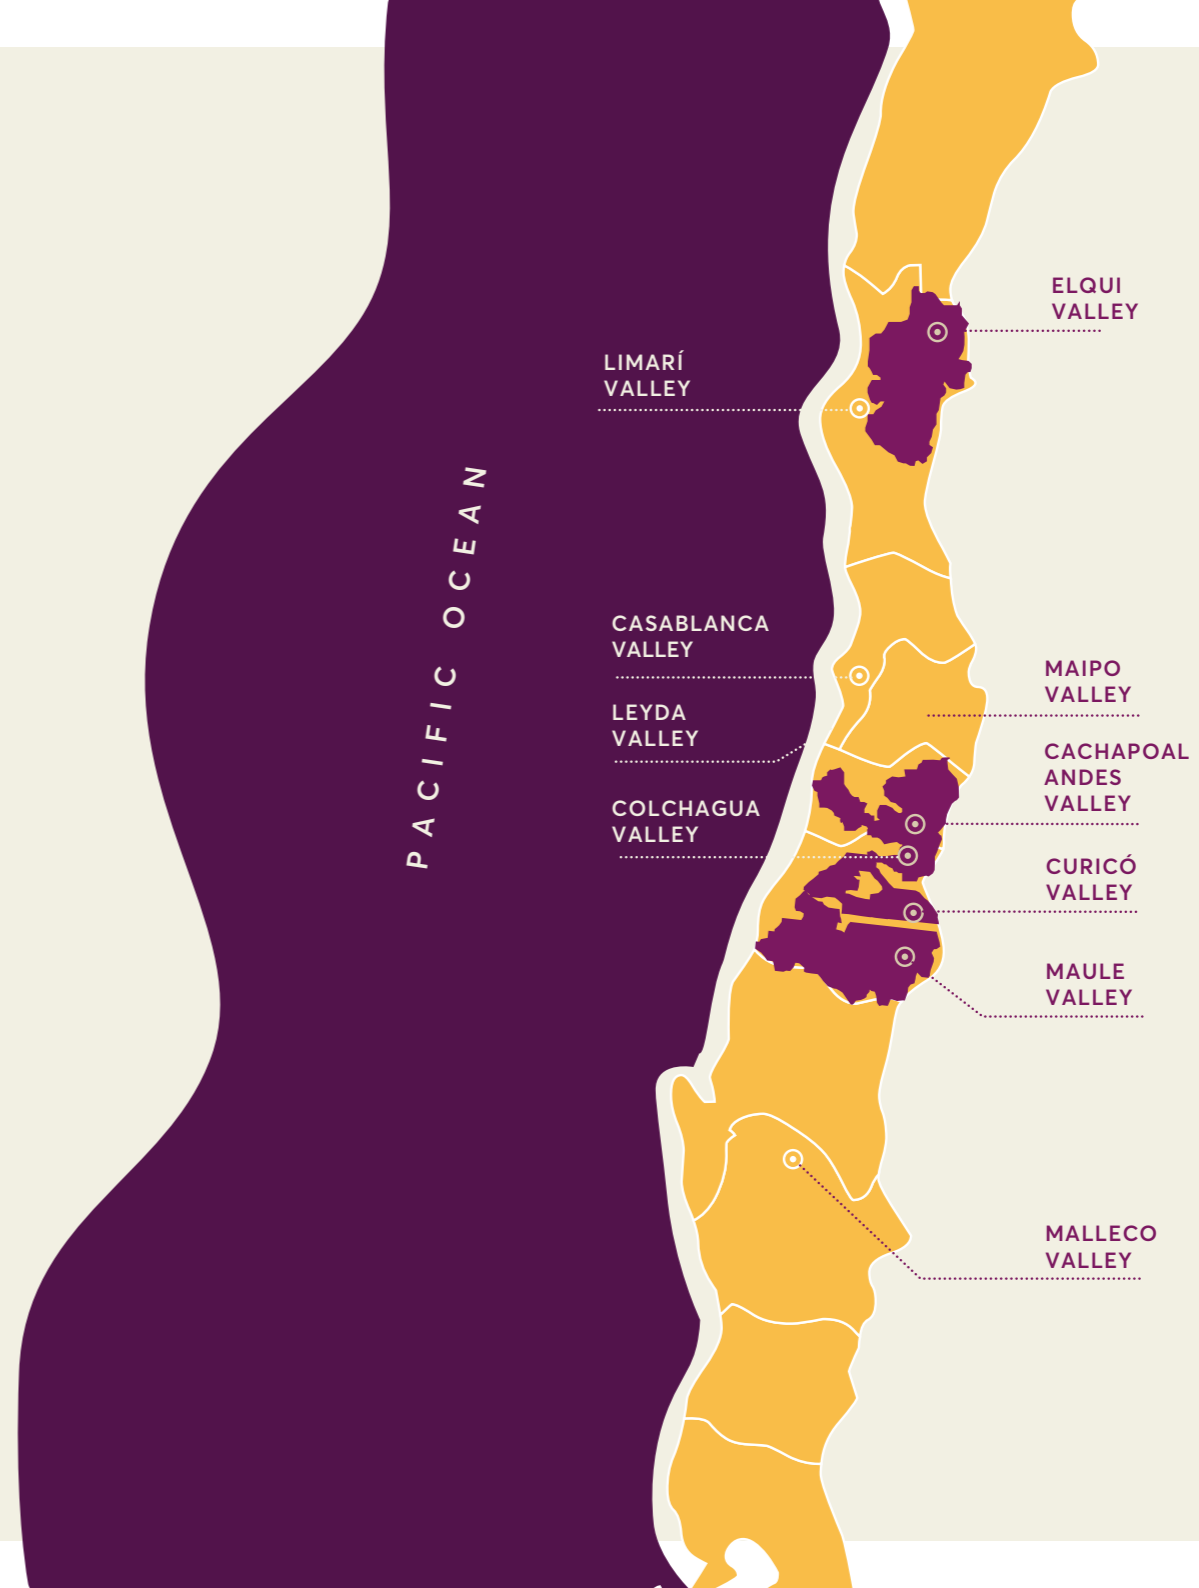 ELQUI
VALLEY
LIMARÍ
VALLEY
PACIFIC OCEAN
CASABLANCA
VALLEY
MAIPO
VALLEY
LEYDA
VALLEY
CACHAPOAL
ANDES
VALLEY
COLCHAGUA
VALLEY
CURICÓ
VALLEY
MAULE
VALLEY
MALLECO
VALLEY